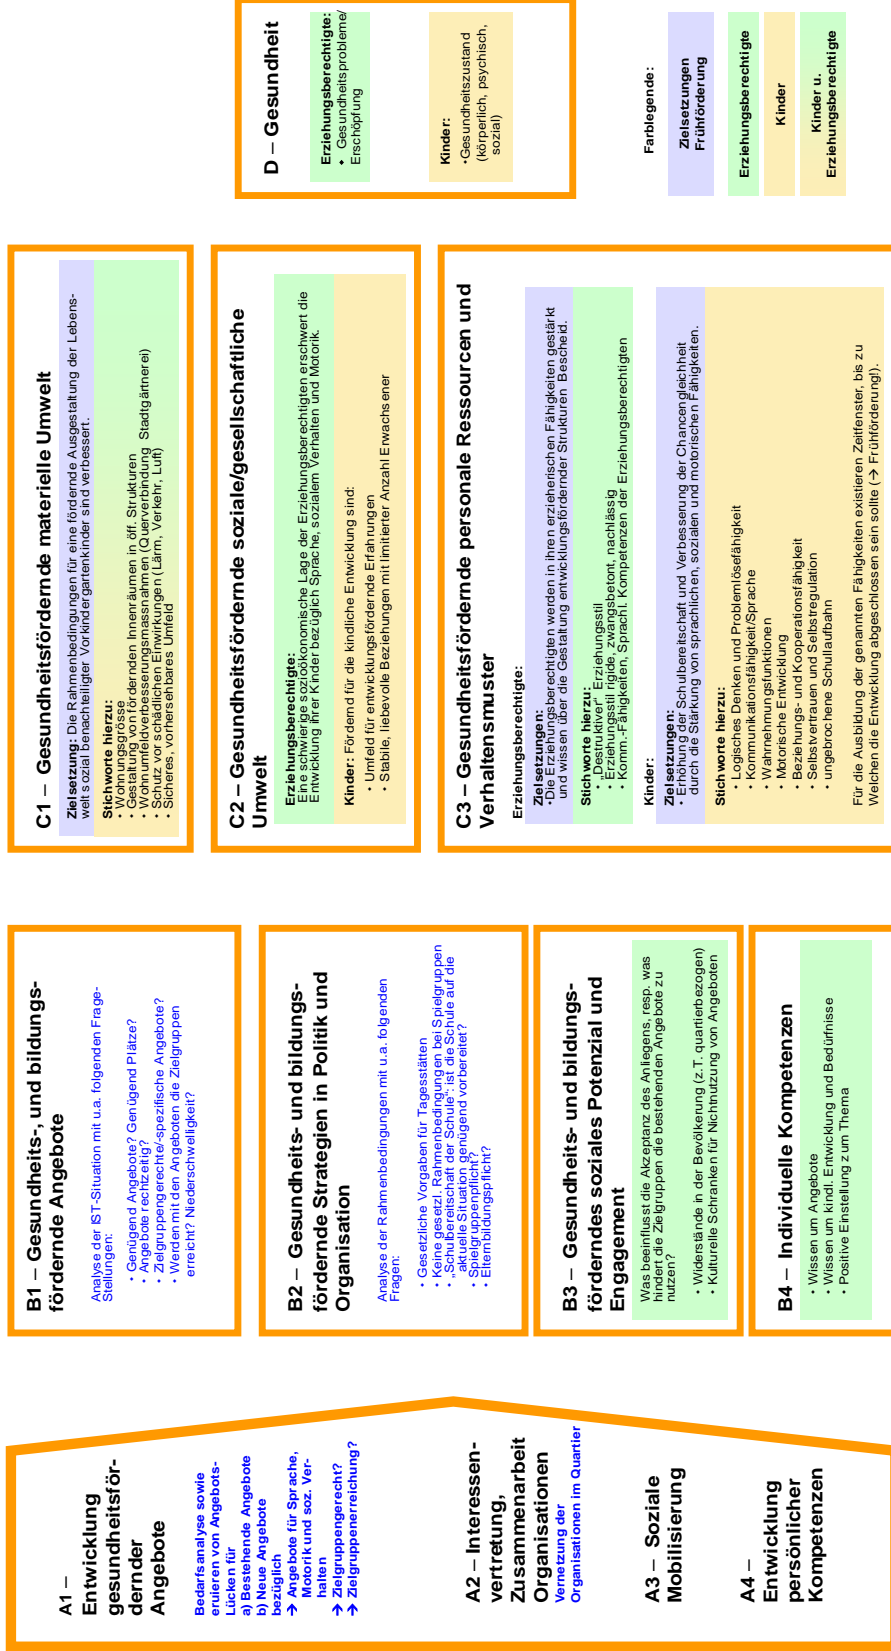 A1 –
Entwicklung
gesundheitsför-
dernder
Angebote
Bedarfsanalyse sowie
eruieren von Angebots-
Lücken für
a) Bestehende Angebote
b) Neue Angebote
bezüglich
→ Angebote für Sprache,
Motorik und soz. Ver-
halten
→ Zielgruppengerecht?
→ Zielgruppenerreichung?
A2 – Interessen-
vertretung,
Zusammenarbeit
Organisationen
Vernetzung der
Organisationen im Quartier
A3 – Soziale
Mobilisierung
A4 –
Entwicklung
persönlicher
Kompetenzen
B1 – Gesundheits-, und bildungs-
fördernde Angebote
Analyse der IST-Situation mit u.a. folgenden Frage-
Stellungen:
• Genügend Angebote? Genügend Plätze?
• Angebote rechtzeitig?
• Zielgruppengerechte/-spezifische Angebote?
• Werden mit den Angeboten die Zielgruppen
erreicht? Niederschwelligkeit?
B2 – Gesundheits- und bildungs-
fördernde Strategien in Politik und
Organisation
Analyse der Rahmenbedingungen mit u.a. folgenden
Fragen:
• Gesetzliche Vorgaben für Tagesstätten
• Keine gesetzl. Rahmenbedingungen bei Spielgruppen
• „Schulbereitschaft der Schule“: ist die Schule auf die
aktuelle Situation genügend vorbereitet?
• Spielgruppenpflicht?
• Elternbildungspflicht?
B3 – Gesundheits- und bildungs-
förderndes soziales Potenzial und
Engagement
Was beeinflusst die Akzeptanz des Anliegens, resp. was
hindert die Zielgruppen die bestehenden Angebote zu
nutzen?
• Widerstände in der Bevölkerung (z.T. quartierbezogen)
• Kulturelle Schranken für Nichtnutzung von Angeboten
B4 – Individuelle Kompetenzen
• Wissen um Angebote
• Wissen um kindl. Entwicklung und Bedürfnisse
• Positive Einstellung zum Thema
C1 – Gesundheitsfördernde materielle Umwelt
Zielsetzung: Die Rahmenbedingungen für eine fördernde Ausgestaltung der Lebens-
welt sozial benachteiligter Vorkindergartenkinder sind verbessert.
Stichworte hierzu:
• Wohnungsgrösse
• Gestaltung von fördernden Innenräumen in öff. Strukturen
• Wohnumfeldverbesserungsmassnahmen (Querverbindung Stadtgärtnerei)
• Schutz vor schädlichen Einwirkungen (Lärm, Verkehr, Luft)
• Sicheres, vorhersehbares Umfeld
C2 – Gesundheitsfördernde soziale/gesellschaftliche
Umwelt
Erziehungsberechtigte:
Eine schwierige sozioökonomische Lage der Erziehungsberechtigten erschwert die
Entwicklung ihrer Kinder bezüglich Sprache, sozialem Verhalten und Motorik.
Kinder: Fördernd für die kindliche Entwicklung sind:
• Umfeld für entwicklungsfördernde Erfahrungen
• Stabile, liebevolle Beziehungen mit limitierter Anzahl Erwachsener
C3 – Gesundheitsfördernde personale Ressourcen und
Verhaltensmuster
Erziehungsberechtigte:
Zielsetzungen:
•Die Erziehungsberechtigten werden in ihren erzieherischen Fähigkeiten gestärkt
und wissen über die Gestaltung entwicklungsfördernder Strukturen Bescheid.
Stichworte hierzu:
• „Destruktiver“ Erziehungsstil
• Erziehungsstil rigide, zwangsbetont, nachlässig
• Komm.-Fähigkeiten, Sprachl. Kompetenzen der Erziehungsberechtigten
Kinder:
Zielsetzungen:
• Erhöhung der Schulbereitschaft und Verbesserung der Chancengleichheit
durch die Stärkung von sprachlichen, sozialen und motorischen Fähigkeiten.
Stichworte hierzu:
• Logisches Denken und Problemlösefähigkeit
• Kommunikationsfähigkeit/Sprache
• Wahrnehmungsfunktionen
• Motorische Entwicklung
• Beziehungs- und Kooperationsfähigkeit
• Selbstvertrauen und Selbstregulation
• ungebrochene Schullaufbahn
Für die Ausbildung der genannten Fähigkeiten existieren Zeitfenster, bis zu
Welchen die Entwicklung abgeschlossen sein sollte (→ Frühförderung!).
D – Gesundheit
Erziehungsberechtigte:
• Gesundheitsprobleme/
Erschöpfung
Kinder:
•Gesundheitszustand
(körperlich, psychisch,
sozial)
Farblegende:
Zielsetzungen
Frühförderung
Erziehungsberechtigte
Kinder
Kinder u.
Erziehungsberechtigte